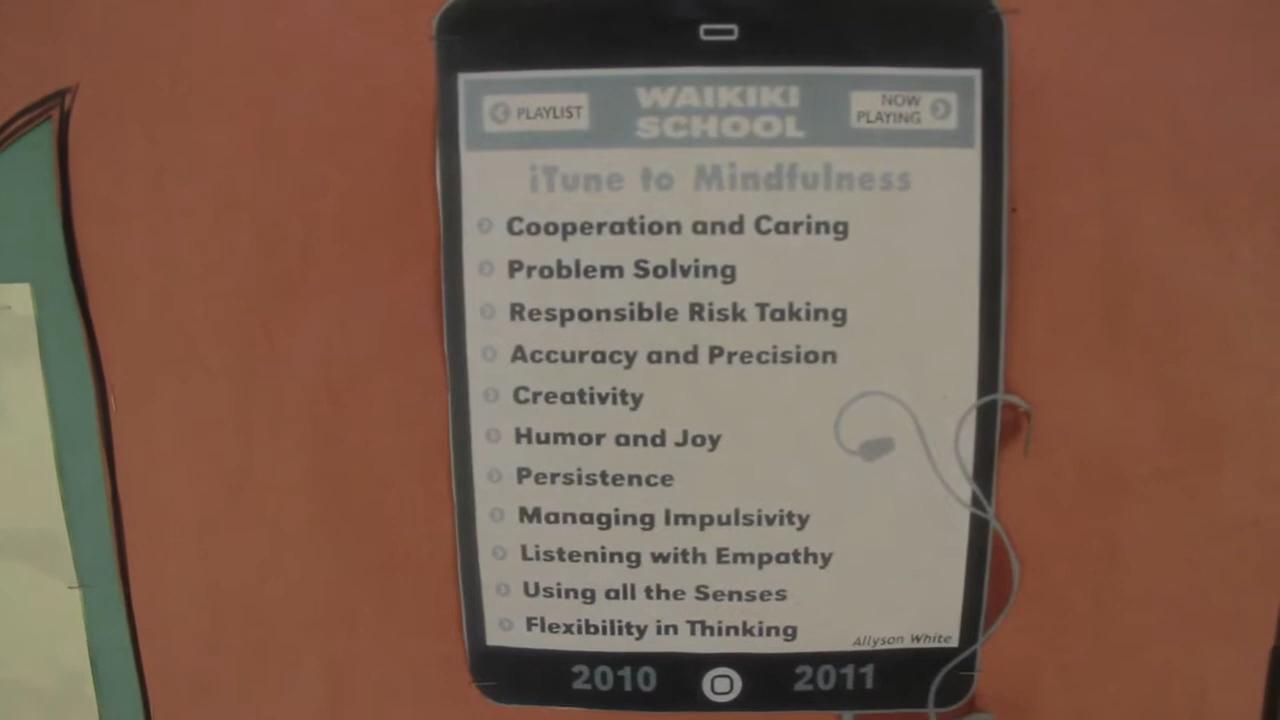 PLAYLIST
WAIKIKI
SCHOOL
NOW
PLAYING
iTune to Mindfulness
Cooperation and Caring
Problem Solving
Responsible Risk Taking
Accuracy and Precision
Creativity
Humor and Joy
Persistence
Managing Impulsivity
Listening with Empathy
Using all the Senses
Flexibility in Thinking
Allyson White
2010 2011